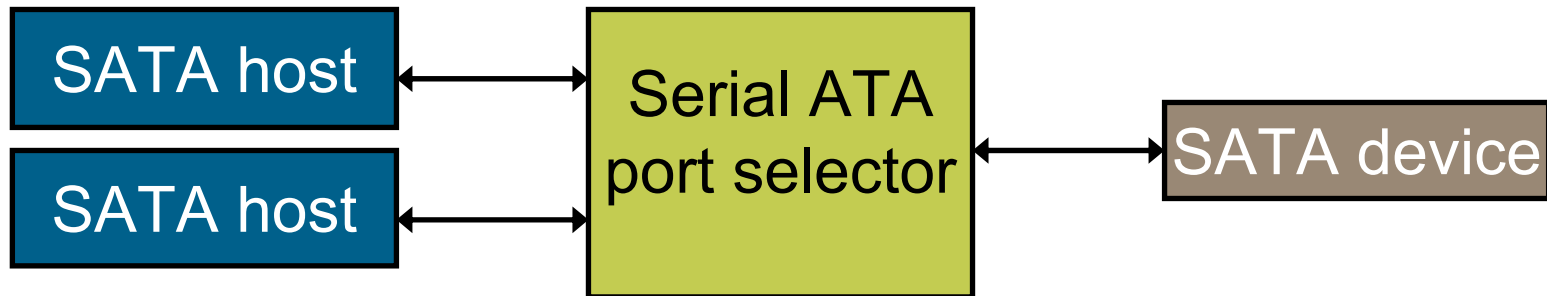 SATA host
SATA host
Serial ATA
port selector
SATA device